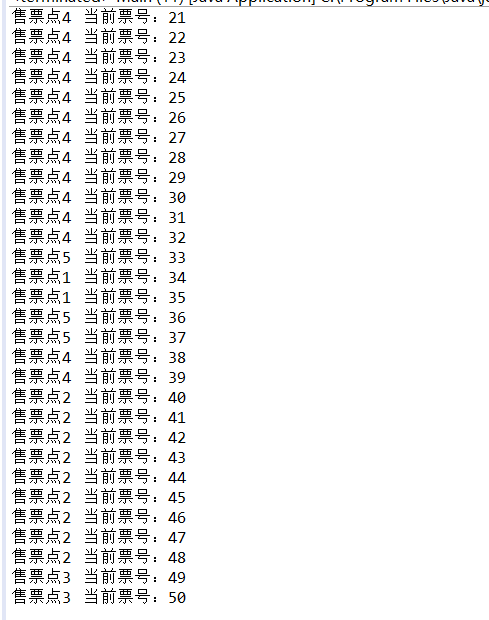 售票点4 当前票号：21
售票点4 当前票号：22
售票点4 当前票号：23
售票点4 当前票号：24
售票点4 当前票号：25
售票点4 当前票号：26
售票点4 当前票号：27
售票点4 当前票号：28
售票点4 当前票号：29
售票点4 当前票号：30
售票点4 当前票号：31
售票点4 当前票号：32
售票点5 当前票号：33
售票点1 当前票号：34
售票点1 当前票号：35
售票点5 当前票号：36
售票点5 当前票号：37
售票点4 当前票号：38
售票点4 当前票号：39
售票点2 当前票号：40
售票点2 当前票号：41
售票点2 当前票号：42
售票点2 当前票号：43
售票点2 当前票号：44
售票点2 当前票号：45
售票点2 当前票号：46
售票点2 当前票号：47
售票点2 当前票号：48
售票点3 当前票号：49
售票点3 当前票号：50